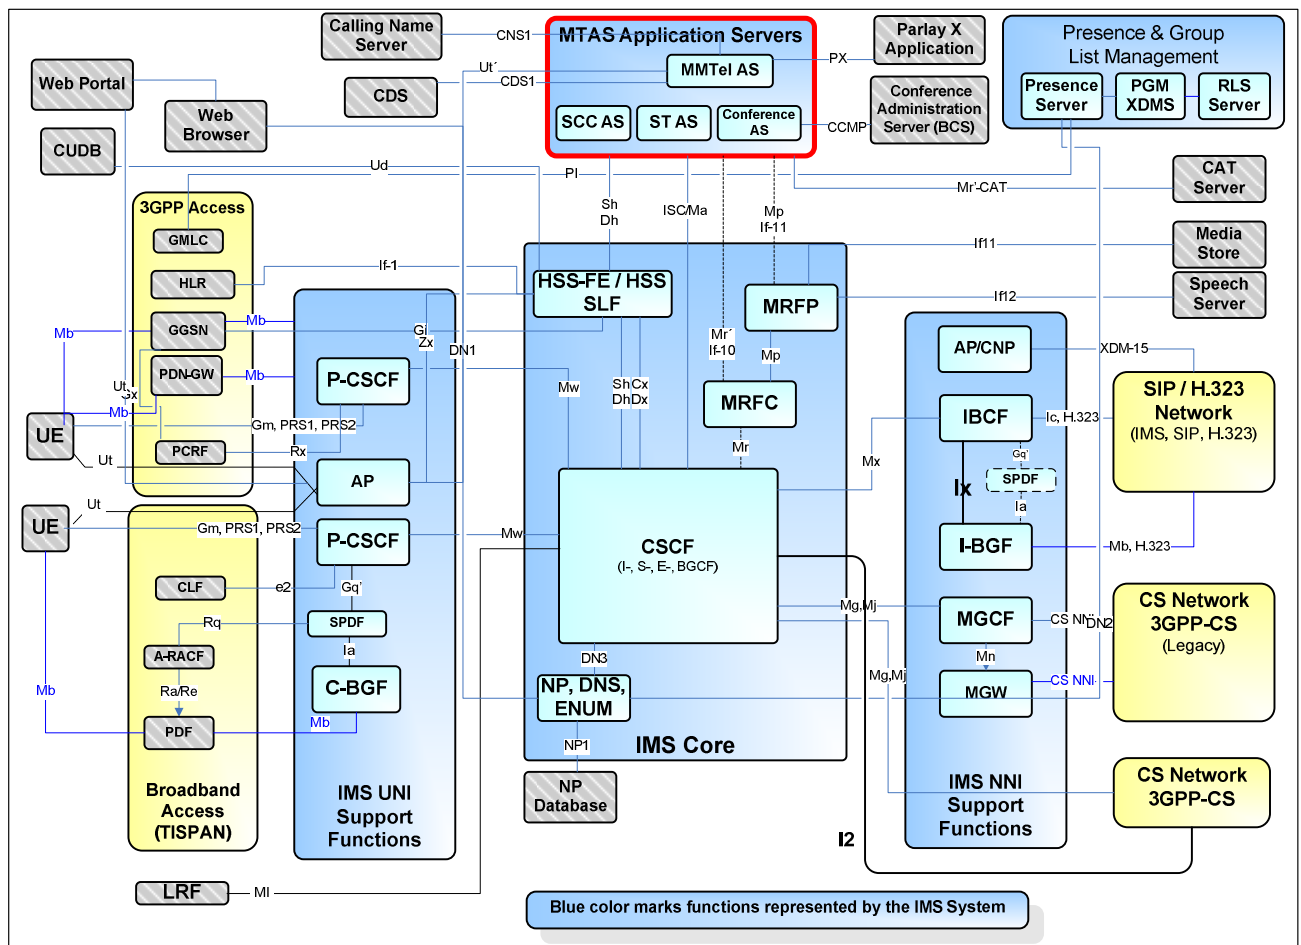 Calling Name
Server
CNS1
MTAS Application Servers
MMTel AS
Ut´
CDS1
CDS
SCC AS
ST AS
Conference
AS
PX
Parlay X
Application
CCMP
Conference
Administration
Server (BCS)
Presence & Group
List Management
Presence
Server
PGM
XDMS
RLS
Server
Web Portal
Web
Browser
CUDB
Ud
PI
Sh
Dh
ISC/Ma
Mp
If-11
Mr'-CAT
CAT
Server
Media
Store
If11
Speech
Server
If12
3GPP Access
GMLC
HLR
GGSN
PDN-GW
PCRF
If-1
Mb
Mb
Mb
Mb
Ut
Gx
Gi
Zx
DN1
HSS-FE / HSS
SLF
MRFP
Mr´
If-10
Mp
MRFC
Mr
Sh
Dh
Cx
Dx
Mw
P-CSCF
Gm, PRS1, PRS2
Rx
UE
Ut
AP
UE
Ut
Gm, PRS1, PRS2
P-CSCF
Mw
CSCF
(I-, S-, E-, BGCF)
Mx
AP/CNP
XDM-15
IBCF
Ic, H.323
Gq'
SPDF
Ix
Ia
I-BGF
Mb, H.323
SIP / H.323
Network
(IMS, SIP, H.323)
CLF
e2
Gq'
SPDF
Rq
A-RACF
Ia
Ra/Re
C-BGF
PDF
Mb
Mb
Broadband
Access
(TISPAN)
IMS UNI
Support
Functions
DN3
NP, DNS,
ENUM
IMS Core
NP1
NP
Database
Mg,Mj
Mg,Mj
MGCF
CS NNI
DN2
Mn
MGW
CS NNI
CS Network
3GPP-CS
(Legacy)
IMS NNI
Support
Functions
CS Network
3GPP-CS
I2
LRF
MI
Blue color marks functions represented by the IMS System